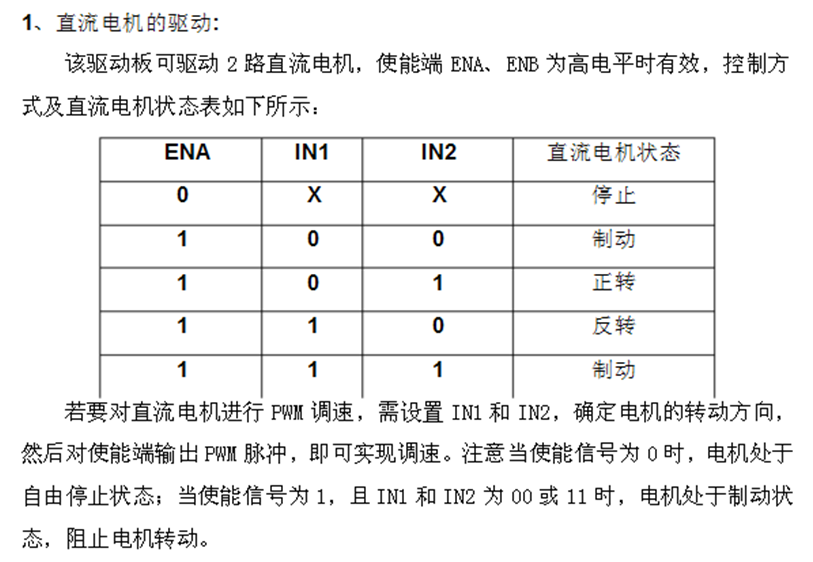 1、直流电机的驱动:
该驱动板可驱动 2 路直流电机，使能端 ENA、ENB 为高电平时有效，控制方
式及直流电机状态表如下所示：
ENA IN1 IN2 直流电机状态
0 X X 停止
1 0 0 制动
1 0 1 正转
1 1 0 反转
1 1 1 制动
若要对直流电机进行 PWM 调速，需设置 IN1 和 IN2，确定电机的转动方向，
然后对使能端输出 PWM 脉冲，即可实现调速。注意当使能信号为 0 时，电机处于
自由停止状态；当使能信号为 1，且 IN1 和 IN2 为 00 或 11 时，电机处于制动状
态，阻止电机转动。